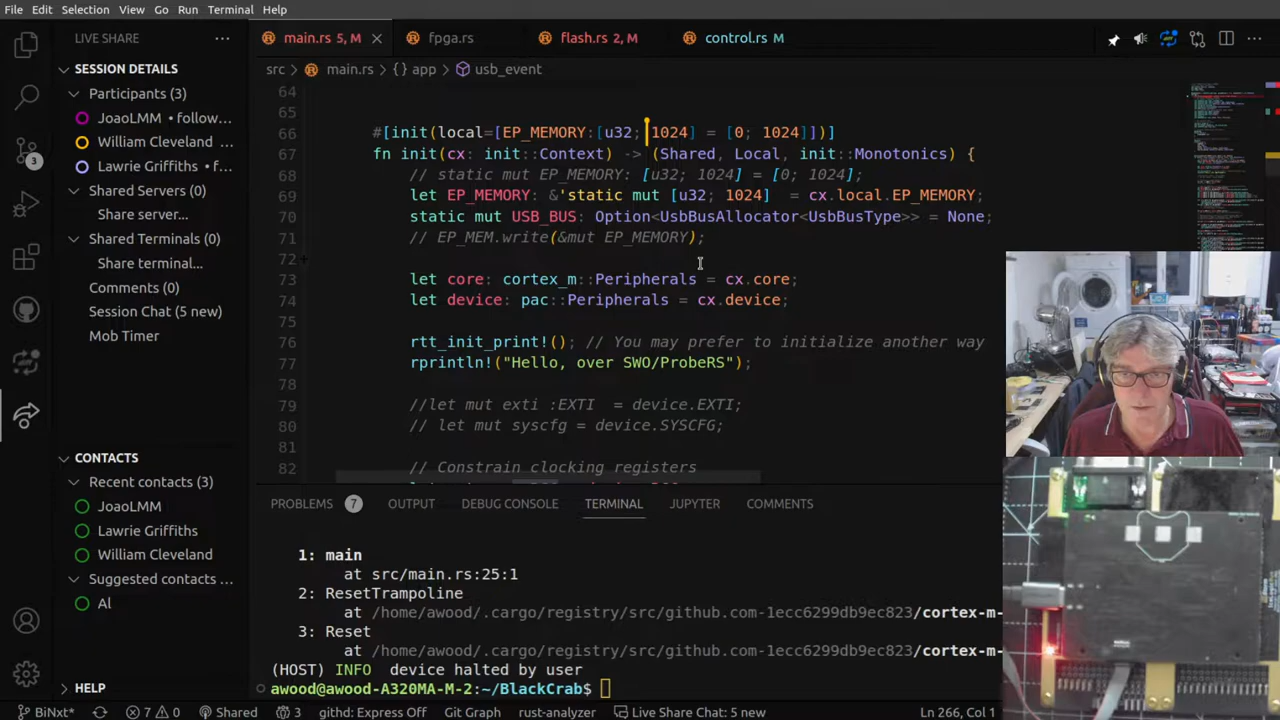 File Edit Selection View Go Run Terminal Help
LIVE SHARE
main.rs 5, M
fpga.rs
flash.rs 2, M
control.rs M
SESSION DETAILS
src > main.rs > {} app > usb_event
Participants (3)
JoaoLMM • follow...
William Cleveland
Lawrie Griffiths • f...
Shared Servers (0)
Share server...
Shared Terminals (0)
Share terminal...
Comments (0)
Session Chat (5 new)
Mob Timer
3
64
65
66 #[init(local=[EP_MEMORY:[u32; 1024] = [0; 1024]])]
67 fn init(cx: init::Context) -> (Shared, Local, init::Monotonics) {
68 // static mut EP_MEMORY: [u32; 1024] = [0; 1024];
69 let EP_MEMORY: &'static mut [u32; 1024] = cx.local.EP_MEMORY;
70 static mut USB_BUS: Option<UsbBusAllocator<UsbBusType>> = None;
71 // EP_MEM.write(&mut EP_MEMORY);
72
73 let core: cortex_m::Peripherals = cx.core;
74 let device: pac::Peripherals = cx.device;
75
76 rtt_init_print!(); // You may prefer to initialize another way
77 rprintln!("Hello, over SWO/ProbeRS");
78
79 //let mut exti :EXTI = device.EXTI;
80 // let mut syscfg = device.SYSCFG;
81
82 // Constrain clocking registers
CONTACTS
Recent contacts (3)
JoaoLMM
Lawrie Griffiths
William Cleveland
Suggested contacts ...
Al
HELP
PROBLEMS 7 OUTPUT DEBUG CONSOLE TERMINAL JUPYTER COMMENTS
1: main
at src/main.rs:25:1
2: ResetTrampoline
at /home/awood/.cargo/registry/src/github.com-1ecc6299db9ec823/cortex-m-
3: Reset
at /home/awood/.cargo/registry/src/github.com-1ecc6299db9ec823/cortex-m-
(HOST) INFO device halted by user
awood@awood-A320MA-M-2:~/BlackCrab$
BiNxt* 7 0 Shared 3 githd: Express Off Git Graph rust-analyzer Live Share Chat: 5 new Ln 266, Col 1